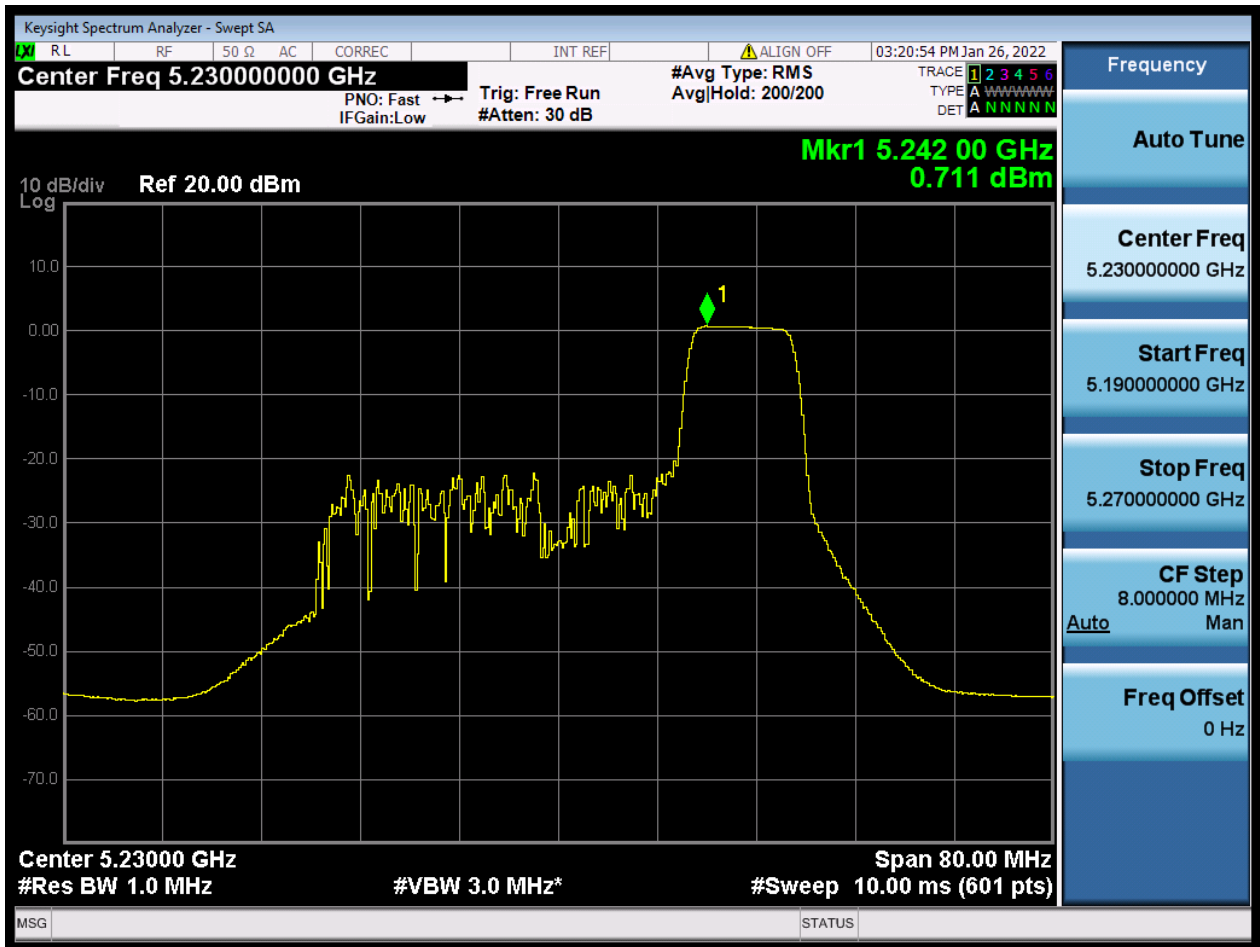 Keysight Spectrum Analyzer - Swept SA
LXI RL RF 50 Ω AC CORREC INT REF ALIGN OFF 03:20:54 PM Jan 26, 2022
Center Freq 5.230000000 GHz
PNO: Fast
IFGain:Low
Trig: Free Run
#Atten: 30 dB
#Avg Type: RMS
Avg|Hold: 200/200
TRACE 1 2 3 4 5 6
TYPE A WWWWW
DET A N N N N N
Mkr1 5.242 00 GHz
0.711 dBm
10 dB/div Ref 20.00 dBm
Log
1
10.0
0.00
-10.0
-20.0
-30.0
-40.0
-50.0
-60.0
-70.0
Center 5.23000 GHz Span 80.00 MHz
#Res BW 1.0 MHz #VBW 3.0 MHz* #Sweep 10.00 ms (601 pts)
MSG STATUS
Frequency
Auto Tune
Center Freq
5.230000000 GHz
Start Freq
5.190000000 GHz
Stop Freq
5.270000000 GHz
CF Step
8.000000 MHz
Auto Man
Freq Offset
0 Hz